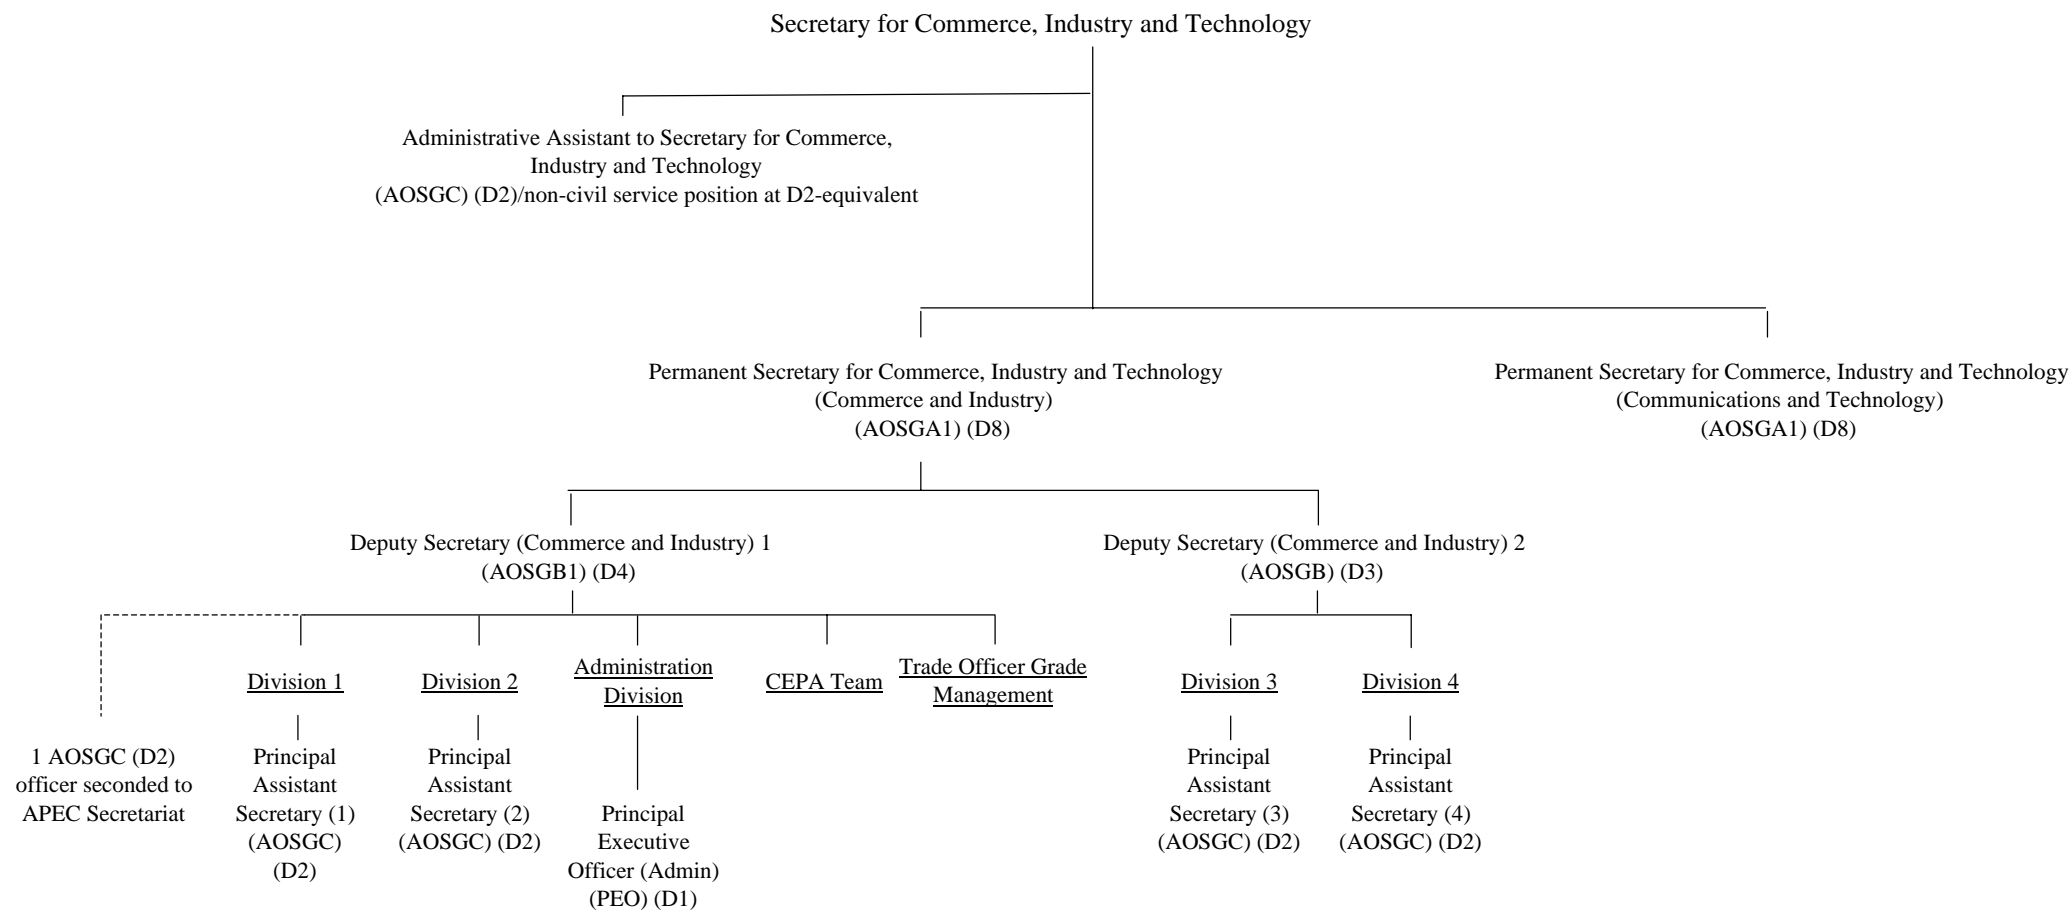 Secretary for Commerce, Industry and Technology
Administrative Assistant to Secretary for Commerce,
Industry and Technology
(AOSGC) (D2)/non-civil service position at D2-equivalent
Permanent Secretary for Commerce, Industry and Technology
(Commerce and Industry)
(AOSGA1) (D8)
Permanent Secretary for Commerce, Industry and Technology
(Communications and Technology)
(AOSGA1) (D8)
Deputy Secretary (Commerce and Industry) 1
(AOSGB1) (D4)
Deputy Secretary (Commerce and Industry) 2
(AOSGB) (D3)
1 AOSGC (D2)
officer seconded to
APEC Secretariat
Division 1
Principal
Assistant
Secretary (1)
(AOSGC)
(D2)
Division 2
Principal
Assistant
Secretary (2)
(AOSGC) (D2)
Administration
Division
Principal
Executive
Officer (Admin)
(PEO) (D1)
CEPA Team
Trade Officer Grade
Management
Division 3
Principal
Assistant
Secretary (3)
(AOSGC) (D2)
Division 4
Principal
Assistant
Secretary (4)
(AOSGC) (D2)